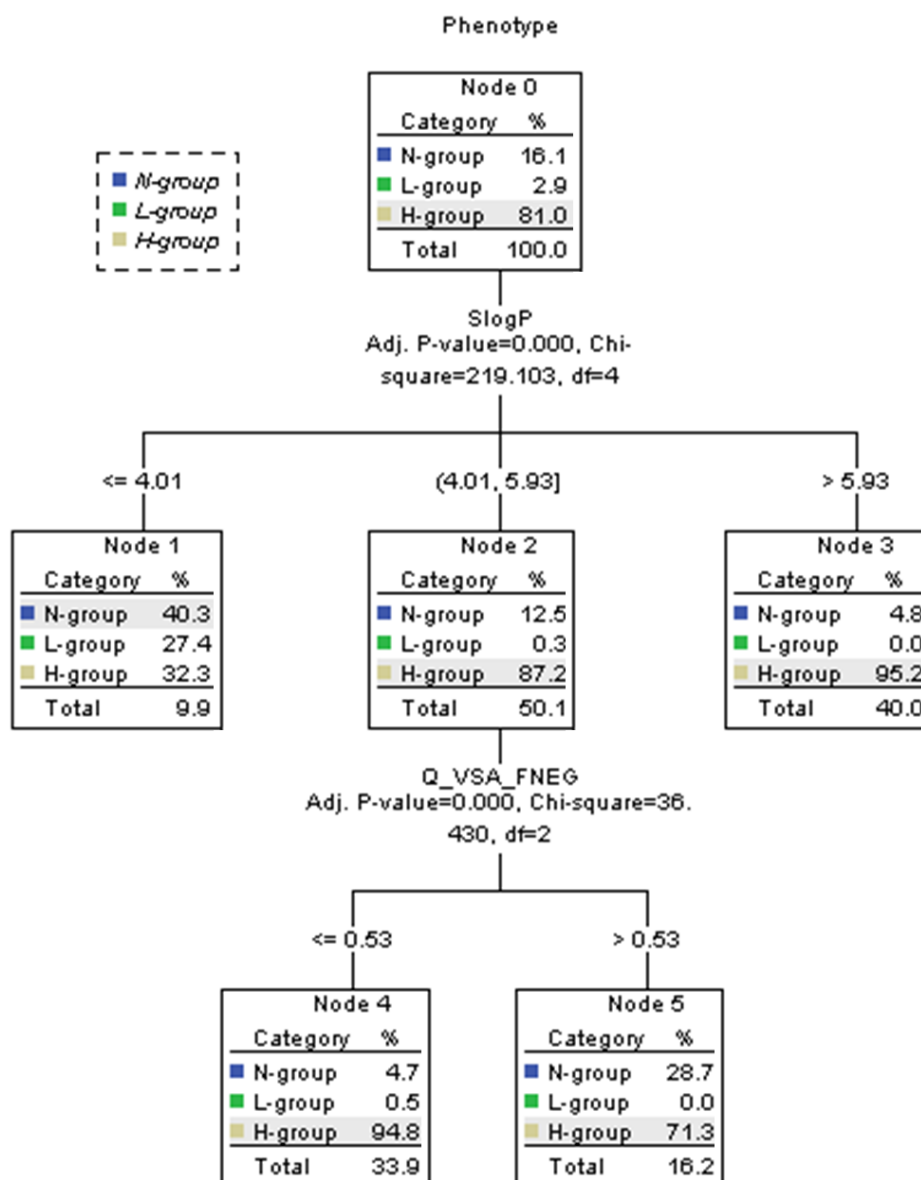 Phenotype
N-group
L-group
H-group
Node 0
Category %
N-group 16.1
L-group 2.9
H-group 81.0
Total 100.0
SlogP
Adj. P-value=0.000, Chi-
square=219.103, df=4
<= 4.01
(4.01, 5.93]
> 5.93
Node 1
Category %
N-group 40.3
L-group 27.4
H-group 32.3
Total 9.9
Node 2
Category %
N-group 12.5
L-group 0.3
H-group 87.2
Total 50.1
Node 3
Category %
N-group 4.8
L-group 0.0
H-group 95.2
Total 40.0
Q_VSA_FNEG
Adj. P-value=0.000, Chi-square=36.
430, df=2
<= 0.53
> 0.53
Node 4
Category %
N-group 4.7
L-group 0.5
H-group 94.8
Total 33.9
Node 5
Category %
N-group 28.7
L-group 0.0
H-group 71.3
Total 16.2